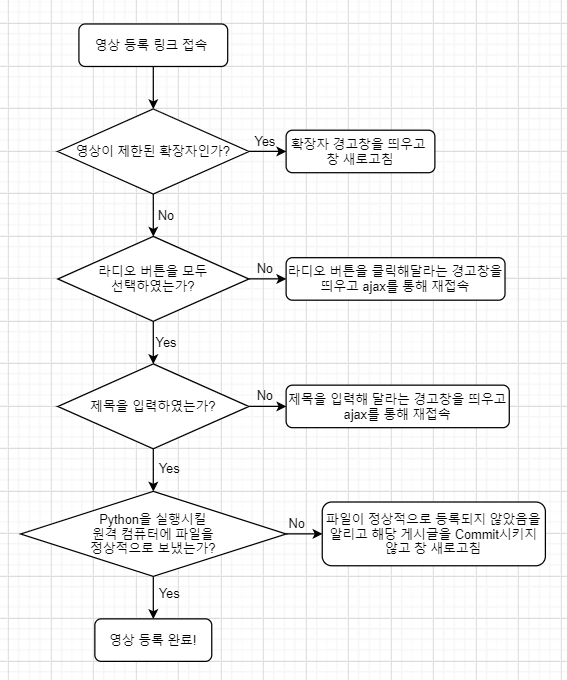 영상 등록 링크 접속
영상이 제한된 확장자인가?
Yes
확장자 경고창을 띄우고
창 새로고침
No
라디오 버튼을 모두
선택하였는가?
No
라디오 버튼을 클릭해달라는 경고창을
띄우고 ajax를 통해 재접속
Yes
제목을 입력하였는가?
No
제목을 입력해 달라는 경고창을 띄우고
ajax를 통해 재접속
Yes
Python을 실행시킬
원격 컴퓨터에 파일을
정상적으로 보냈는가?
No
파일이 정상적으로 등록되지 않았음을
알리고 해당 게시글을 Commit시키지
않고 창 새로고침
Yes
영상 등록 완료!